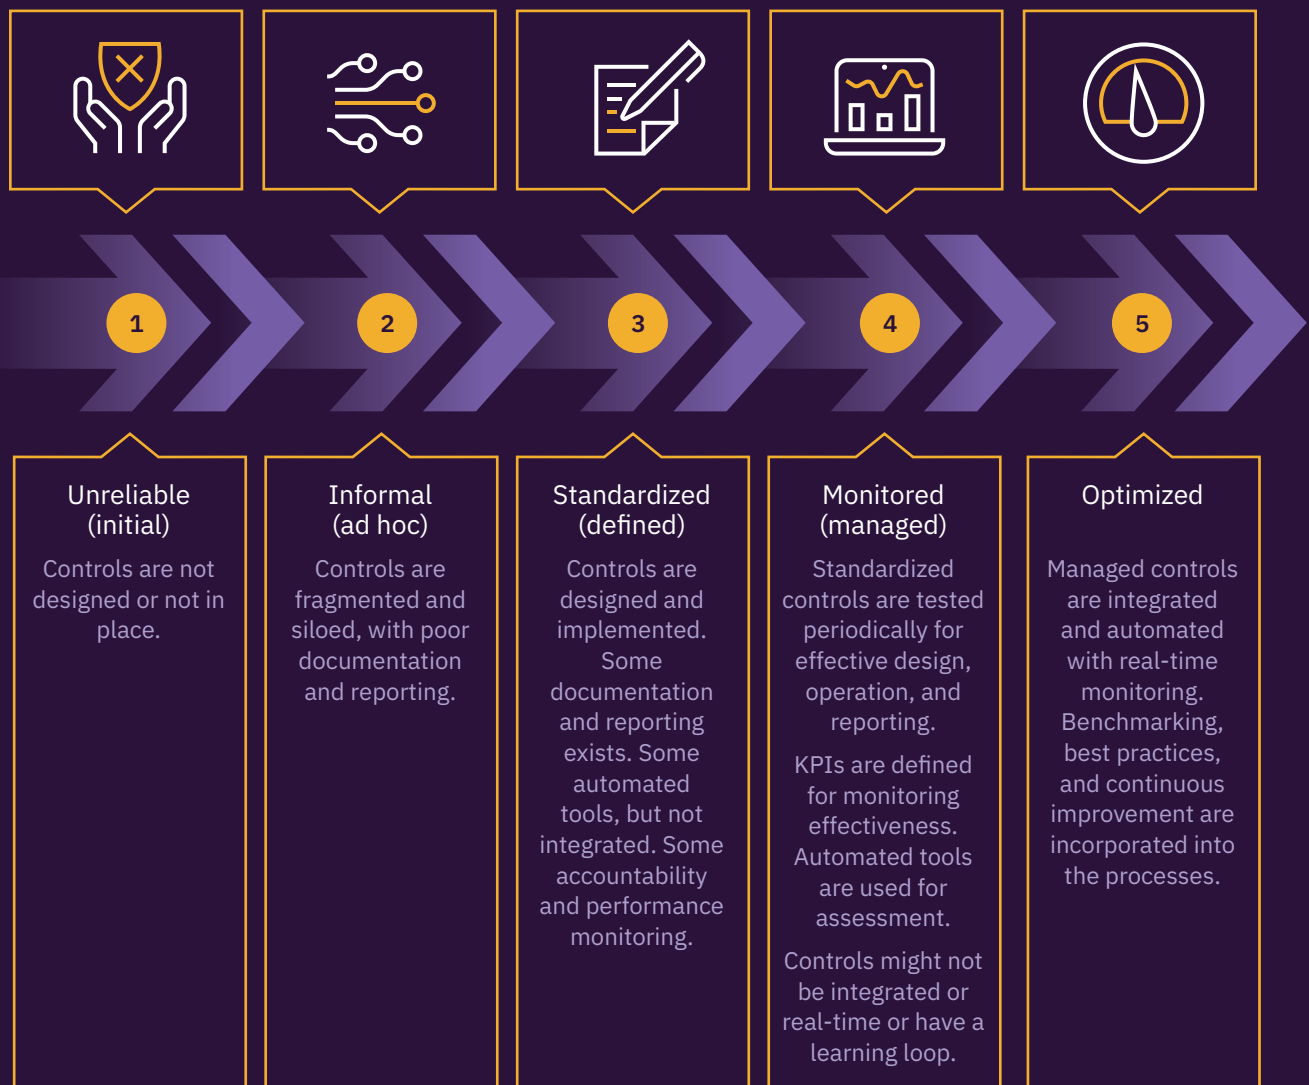 1
2
3
4
5
Unreliable
(initial)
Controls are not
designed or not in
place.
Informal
(ad hoc)
Controls are
fragmented and
siloed, with poor
documentation
and reporting.
Standardized
(defined)
Controls are
designed and
implemented.
Some
documentation
and reporting
exists. Some
automated
tools, but not
integrated. Some
accountability
and performance
monitoring.
Monitored
(managed)
Standardized
controls are tested
periodically for
effective design,
operation, and
reporting.
KPIs are defined
for monitoring
effectiveness.
Automated tools
are used for
assessment.
Controls might not
be integrated or
real-time or have a
learning loop.
Optimized
Managed controls
are integrated
and automated
with real-time
monitoring.
Benchmarking,
best practices,
and continuous
improvement are
incorporated into
the processes.